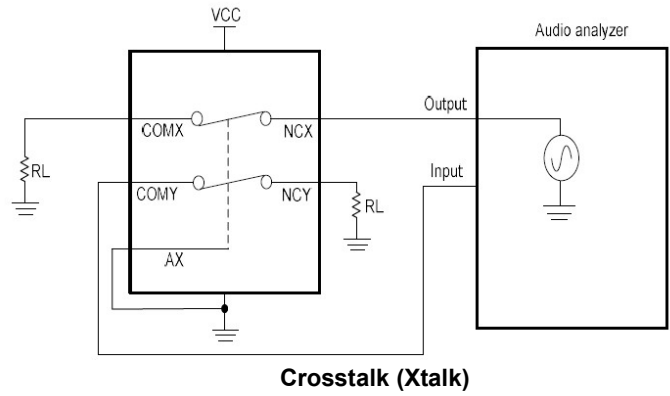 VCC
Audio analyzer
Output
COMX
NCX
Input
RL
COMY
NCY
RL
AX
Crosstalk (Xtalk)